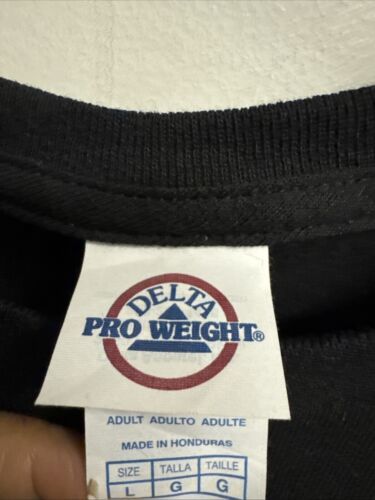 DELTA
PRO WEIGHT®
ADULT ADULTO ADULTE
MADE IN HONDURAS
SIZE TALLA TAILLE
L G G